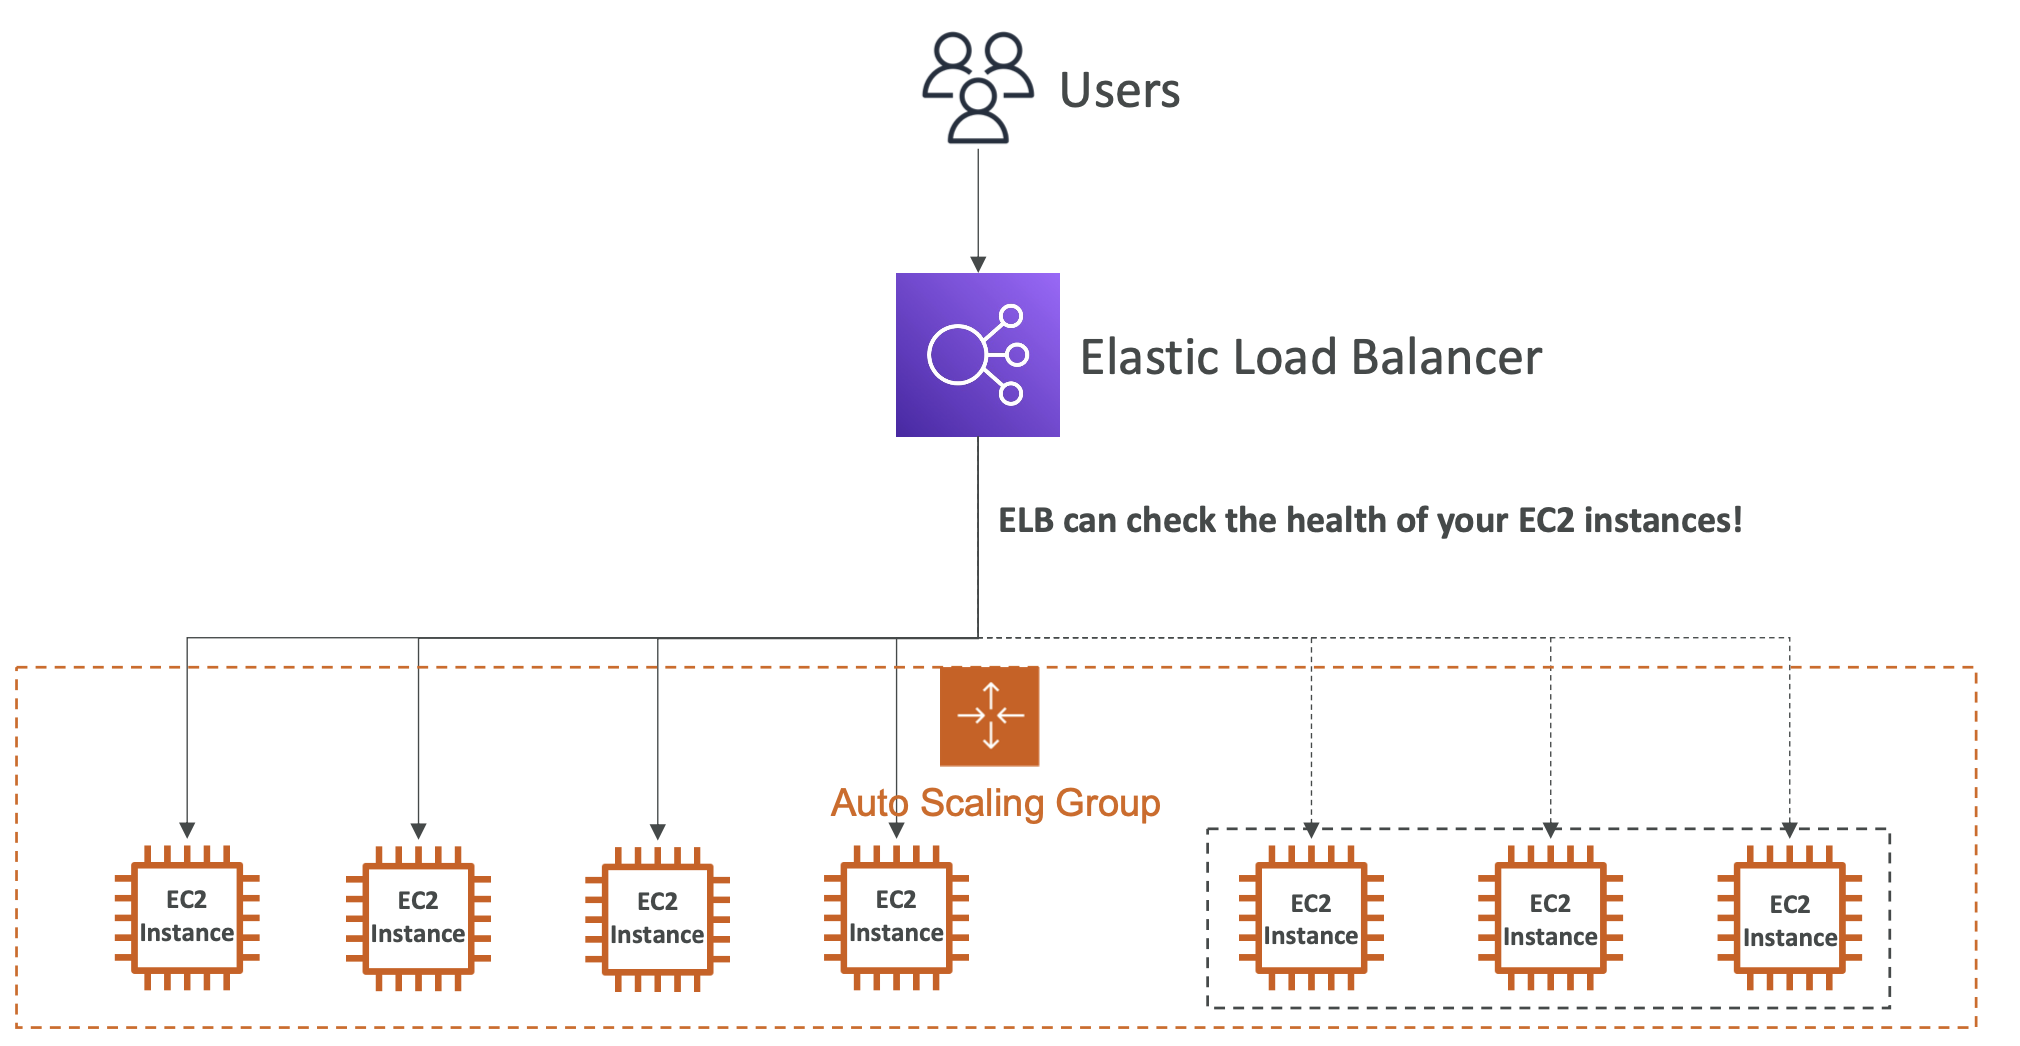 Users
Elastic Load Balancer
ELB can check the health of your EC2 instances!
Auto Scaling Group
EC2
Instance
EC2
Instance
EC2
Instance
EC2
Instance
EC2
Instance
EC2
Instance
EC2
Instance